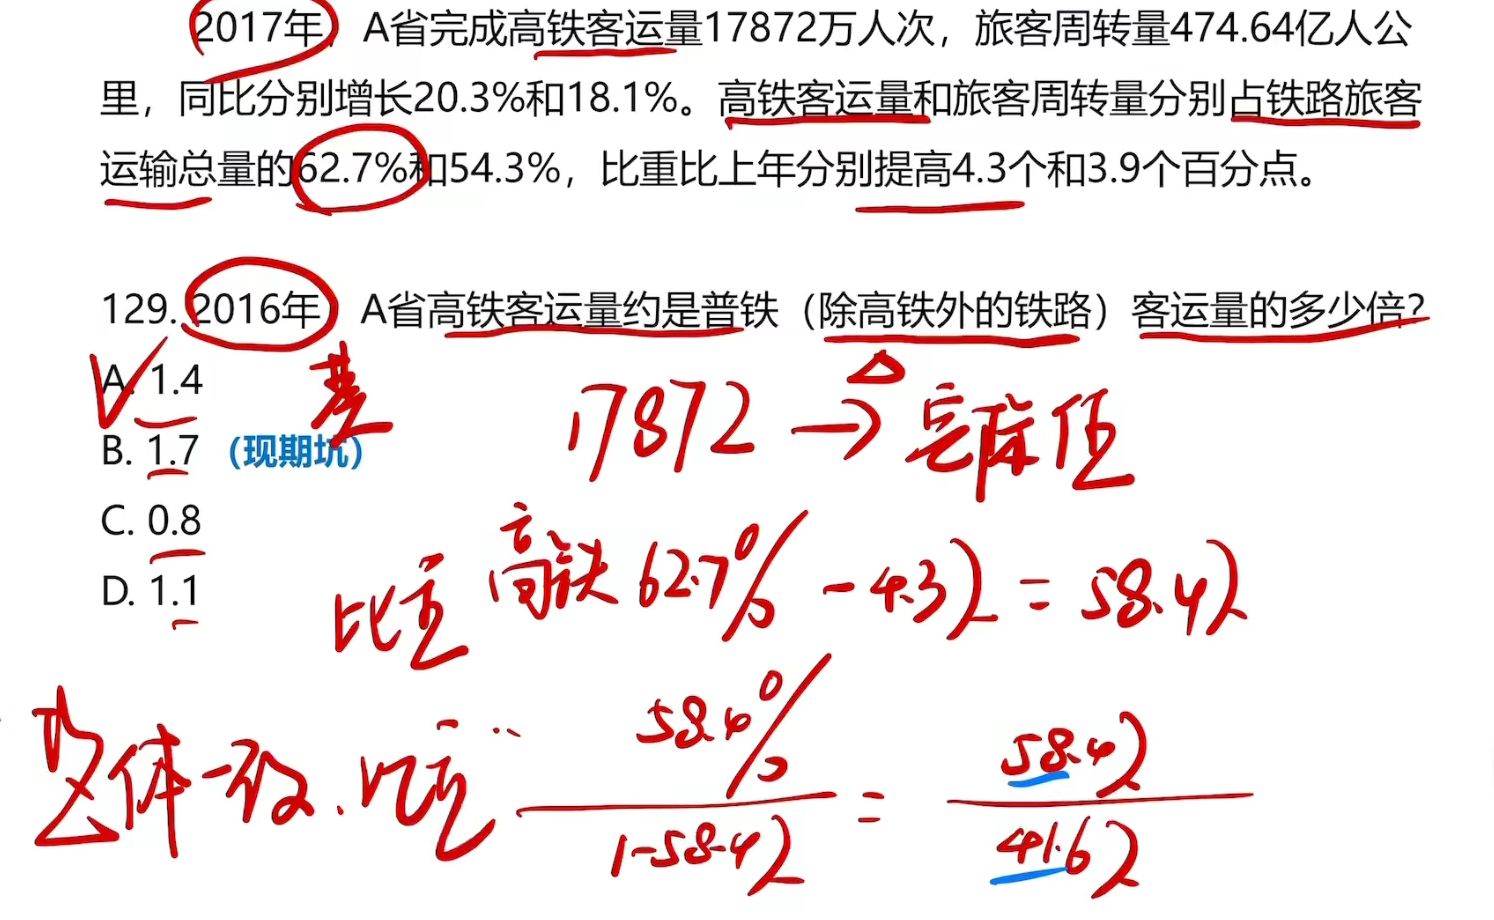 2017年，A省完成高铁客运量17872万人次，旅客周转量474.64亿人公
里，同比分别增长20.3%和18.1%。高铁客运量和旅客周转量分别占铁路旅客
运输总量的62.7%和54.3%，比重比上年分别提高4.3个和3.9个百分点。
129. 2016年，A省高铁客运量约是普铁（除高铁外的铁路）客运量的多少倍？
A. 1.4
基
17872 → 实际值
B. 1.7 （现期坑）
C. 0.8
D. 1.1
比重 高铁 62.7% - 4.3% = 58.4%
整体一致. 比重
58.4%
1-58.4%
=
58.4%
41.6%